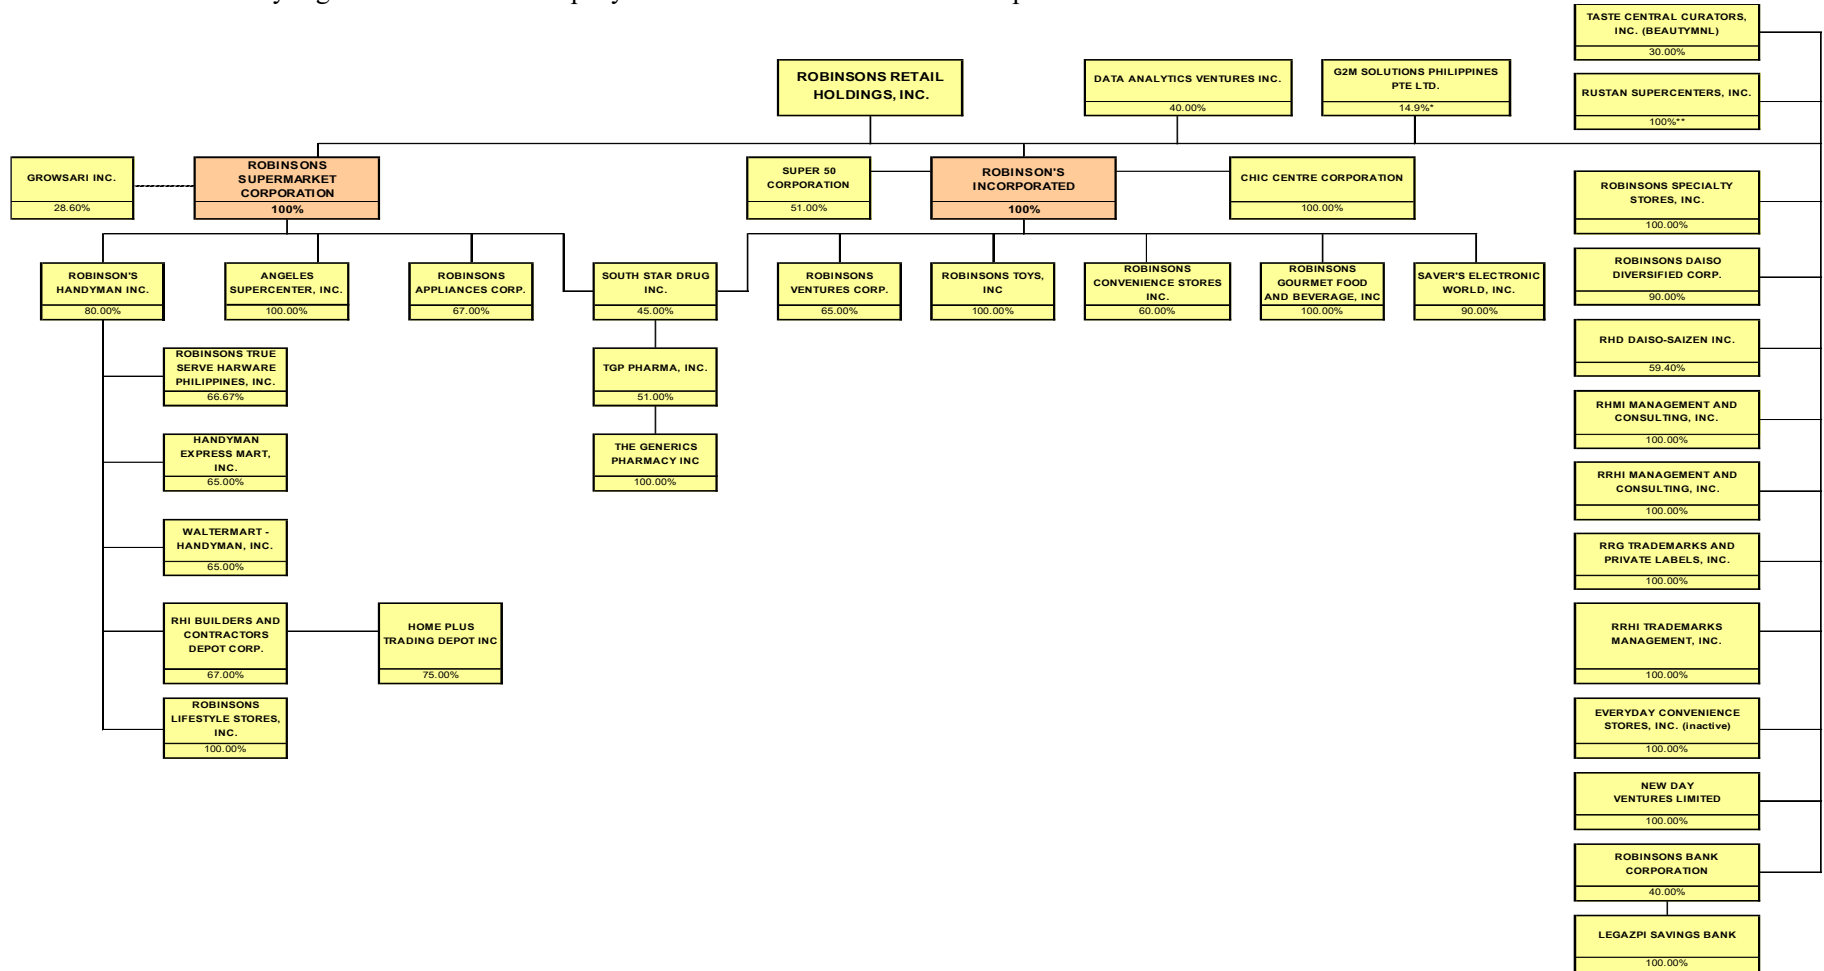 TASTE CENTRAL CURATORS,
INC. (BEAUTYMNL)
30.00%
ROBINSONS RETAIL
HOLDINGS, INC.
DATA ANALYTICS VENTURES INC.
40.00%
G2M SOLUTIONS PHILIPPINES
PTE LTD.
14.9%*
RUSTAN SUPERCENTERS, INC.
100%**
GROWSARI INC.
28.60%
ROBINSONS
SUPERMARKET
CORPORATION
100%
SUPER 50
CORPORATION
51.00%
ROBINSON'S
INCORPORATED
100%
CHIC CENTRE CORPORATION
100.00%
ROBINSONS SPECIALTY
STORES, INC.
100.00%
ROBINSON'S
HANDYMAN INC.
80.00%
ANGELES
SUPERCENTER, INC.
100.00%
ROBINSONS
APPLIANCES CORP.
67.00%
SOUTH STAR DRUG
INC.
45.00%
ROBINSONS
VENTURES CORP.
65.00%
ROBINSONS TOYS,
INC
100.00%
ROBINSONS
CONVENIENCE STORES
INC.
60.00%
ROBINSONS
GOURMET FOOD
AND BEVERAGE, INC
100.00%
SAVER'S ELECTRONIC
WORLD, INC.
90.00%
ROBINSONS DAISO
DIVERSIFIED CORP.
90.00%
ROBINSONS TRUE
SERVE HARWARE
PHILIPPINES, INC.
66.67%
TGP PHARMA, INC.
51.00%
RHD DAISO-SAIZEN INC.
59.40%
HANDYMAN
EXPRESS MART,
INC.
65.00%
THE GENERICS
PHARMACY INC
100.00%
RHMI MANAGEMENT AND
CONSULTING, INC.
100.00%
RRHI MANAGEMENT AND
CONSULTING, INC.
100.00%
WALTERMART -
HANDYMAN, INC.
65.00%
RRG TRADEMARKS AND
PRIVATE LABELS, INC.
100.00%
RHI BUILDERS AND
CONTRACTORS
DEPOT CORP.
67.00%
HOME PLUS
TRADING DEPOT INC
75.00%
RRHI TRADEMARKS
MANAGEMENT, INC.
100.00%
ROBINSONS
LIFESTYLE STORES,
INC.
100.00%
EVERYDAY CONVENIENCE
STORES, INC. (inactive)
100.00%
NEW DAY
VENTURES LIMITED
100.00%
ROBINSONS BANK
CORPORATION
40.00%
LEGAZPI SAVINGS BANK
100.00%